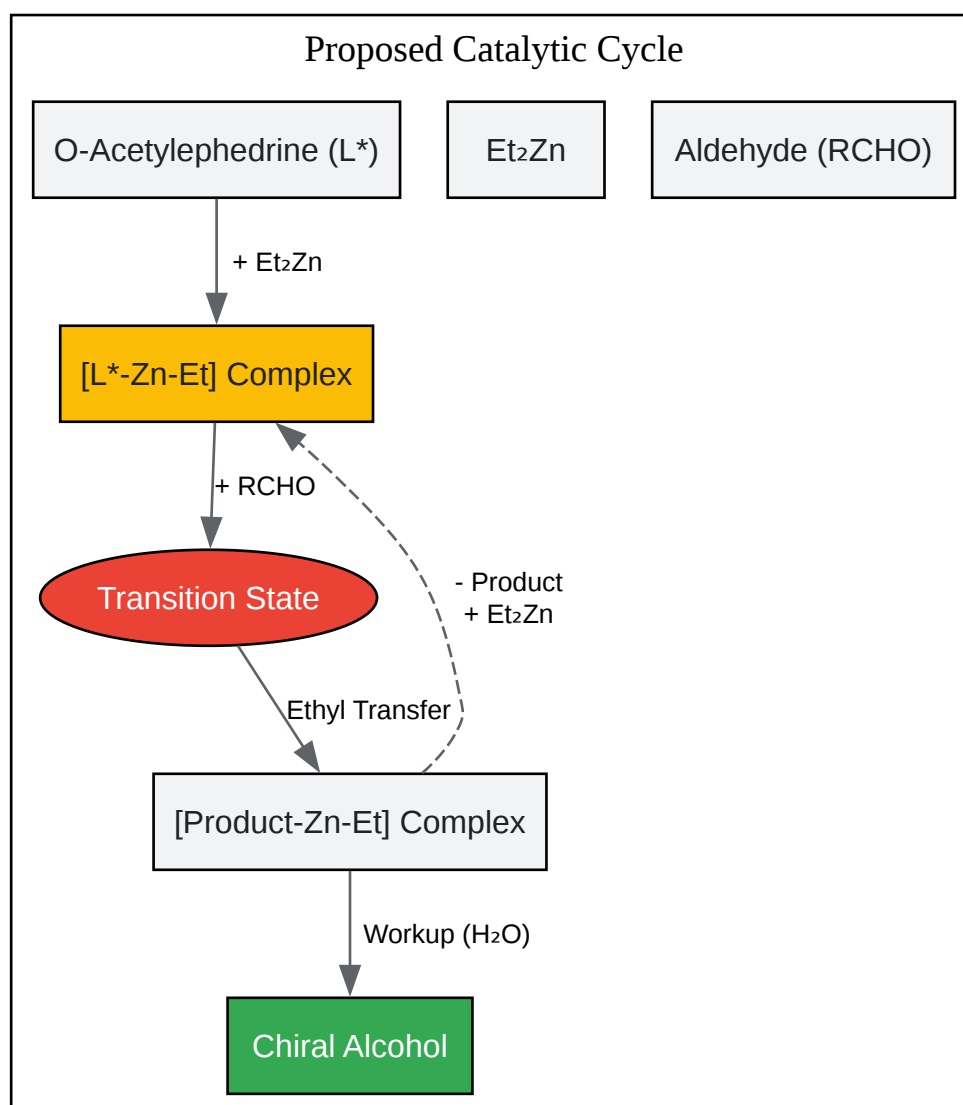 Proposed Catalytic Cycle
O-Acetylephedrine (L*)
Et₂Zn
Aldehyde (RCHO)
+ Et₂Zn
[L*-Zn-Et] Complex
+ RCHO
Transition State
- Product
+ Et₂Zn
Ethyl Transfer
[Product-Zn-Et] Complex
Workup (H₂O)
Chiral Alcohol